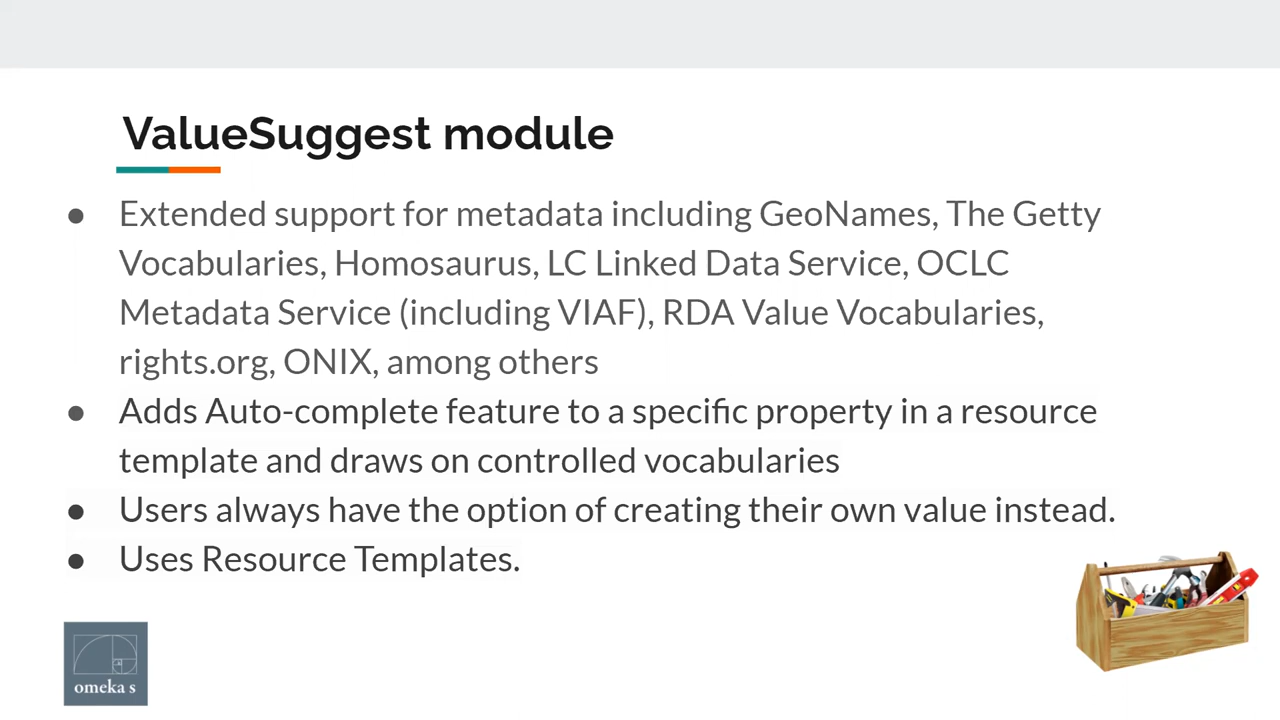 ValueSuggest module
● Extended support for metadata including GeoNames, The Getty
Vocabularies, Homosaurus, LC Linked Data Service, OCLC
Metadata Service (including VIAF), RDA Value Vocabularies,
rights.org, ONIX, among others
● Adds Auto-complete feature to a specific property in a resource
template and draws on controlled vocabularies
● Users always have the option of creating their own value instead.
● Uses Resource Templates.
omeka s